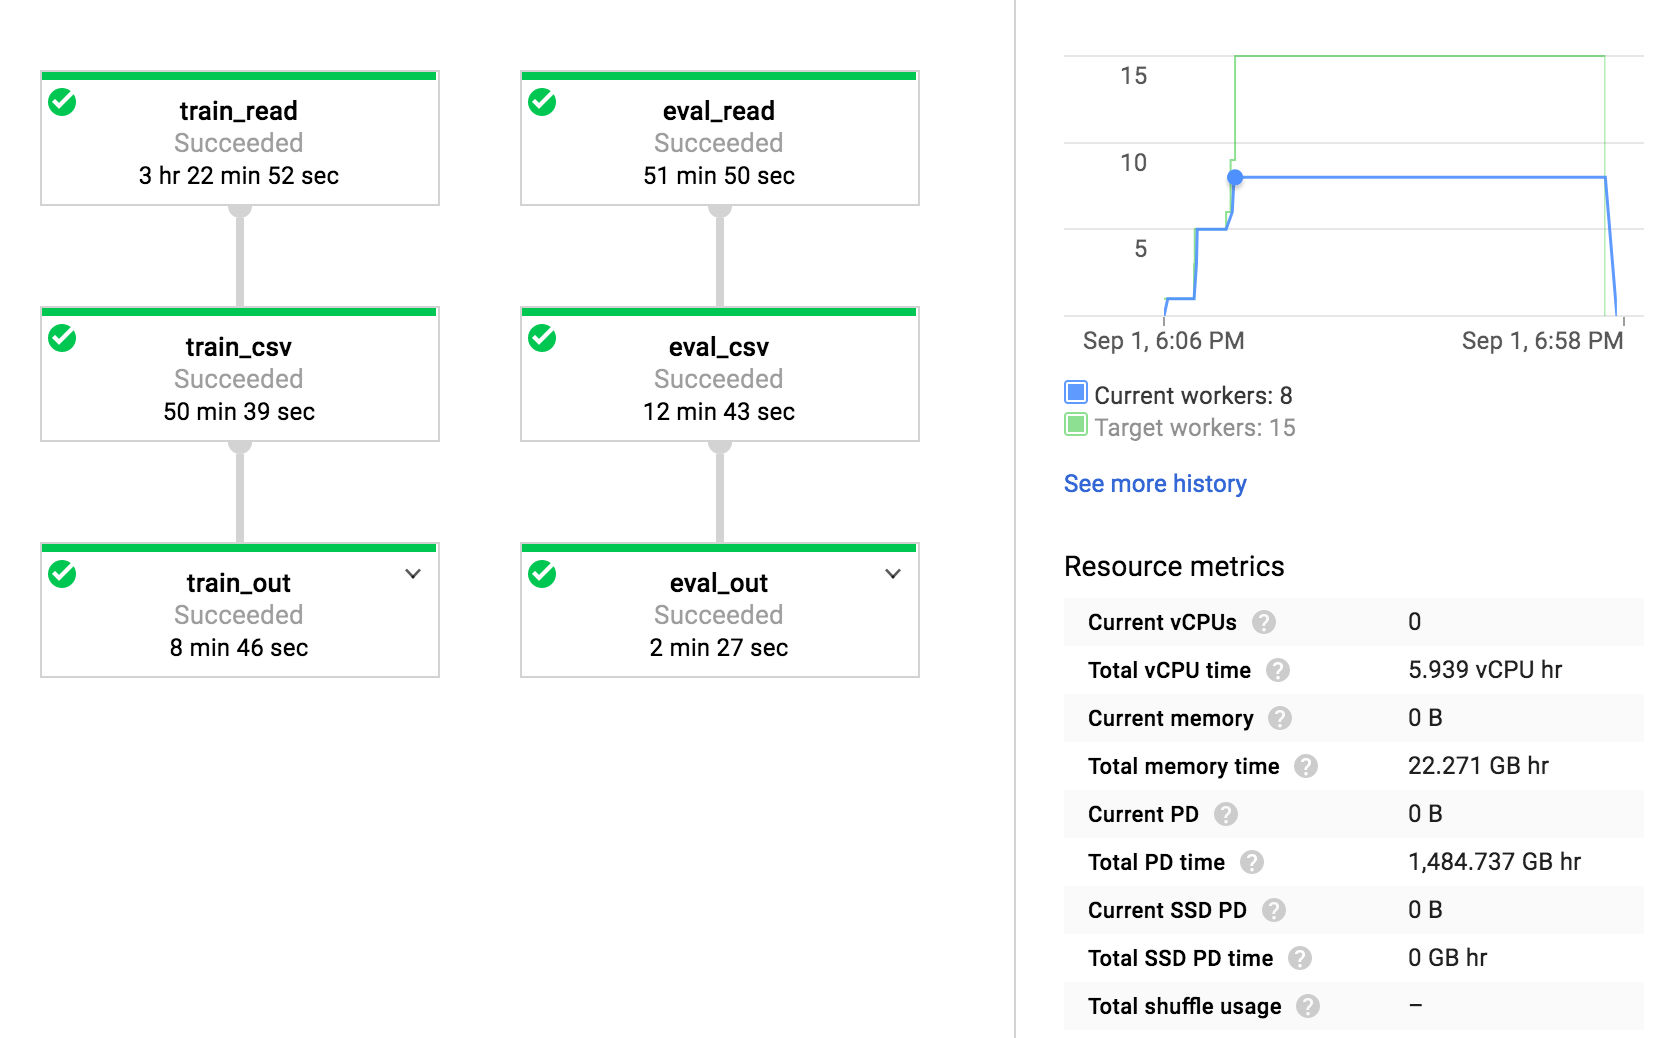 train_read
Succeeded
3 hr 22 min 52 sec
eval_read
Succeeded
51 min 50 sec
train_csv
Succeeded
50 min 39 sec
eval_csv
Succeeded
12 min 43 sec
train_out
Succeeded
8 min 46 sec
eval_out
Succeeded
2 min 27 sec
15
10
5
Sep 1, 6:06 PM
Sep 1, 6:58 PM
Current workers: 8
Target workers: 15
See more history
Resource metrics
Current vCPUs ? 0
Total vCPU time ? 5.939 vCPU hr
Current memory ? 0 B
Total memory time ? 22.271 GB hr
Current PD ? 0 B
Total PD time ? 1,484.737 GB hr
Current SSD PD ? 0 B
Total SSD PD time ? 0 GB hr
Total shuffle usage ? –